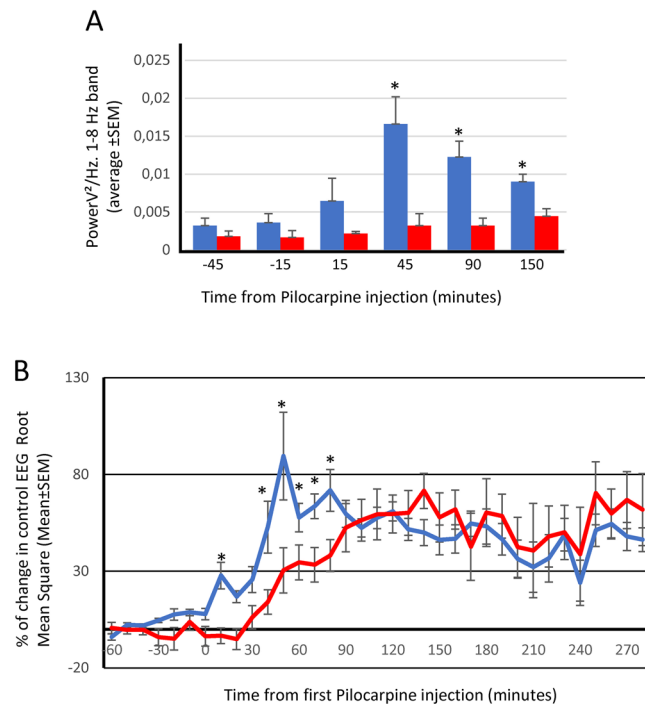 A
PowerV²/Hz. 1-8 Hz band
(average ±SEM)
0,025
0,02
0,015
0,01
0,005
0
*
*
*
-45 -15 15 45 90 150
Time from Pilocarpine injection (minutes)
B
% of change in control EEG Root
Mean Square (Mean±SEM)
130
80
30
-20
*
*
*
*
*
*
-60 -30 0 30 60 90 120 150 180 210 240 270
Time from first Pilocarpine injection (minutes)